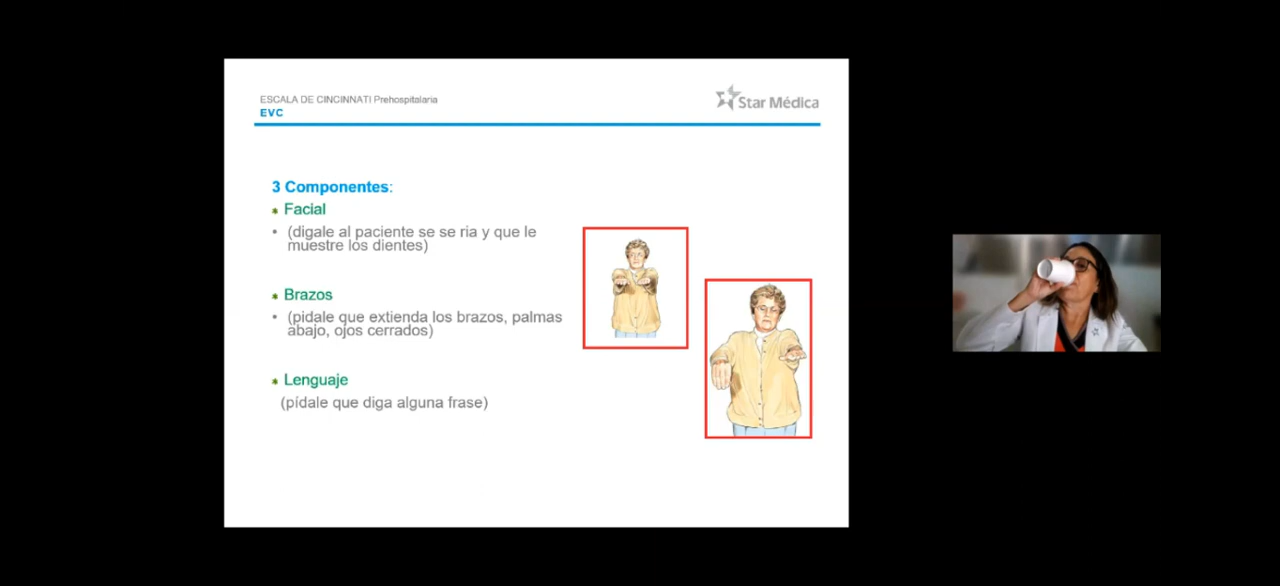 ESCALA DE CINCINNATI Prehospitalaria
EVC
Star Médica
3 Componentes:
Facial
(digale al paciente se se ria y que le
muestre los dientes)
Brazos
(pidale que extienda los brazos, palmas
abajo, ojos cerrados)
Lenguaje
(pídale que diga alguna frase)